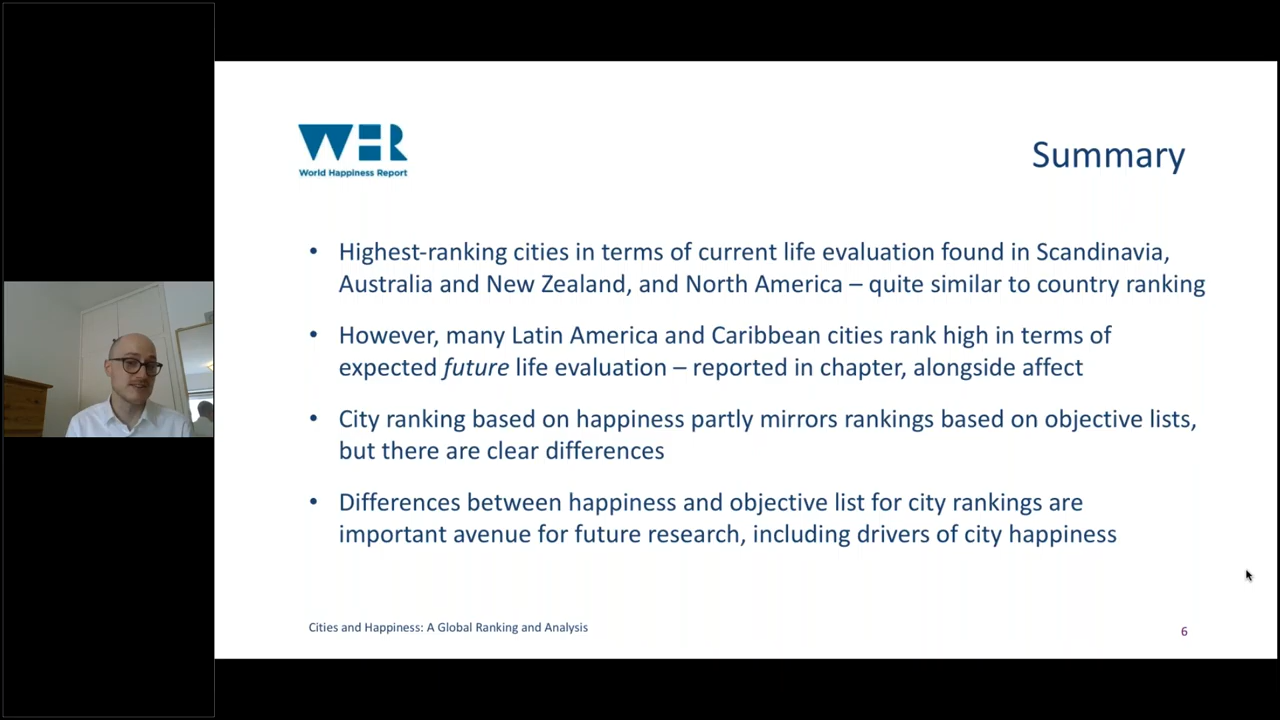 WHR
World Happiness Report
Summary
• Highest-ranking cities in terms of current life evaluation found in Scandinavia,
Australia and New Zealand, and North America – quite similar to country ranking
• However, many Latin America and Caribbean cities rank high in terms of
expected future life evaluation – reported in chapter, alongside affect
• City ranking based on happiness partly mirrors rankings based on objective lists,
but there are clear differences
• Differences between happiness and objective list for city rankings are
important avenue for future research, including drivers of city happiness
Cities and Happiness: A Global Ranking and Analysis
6